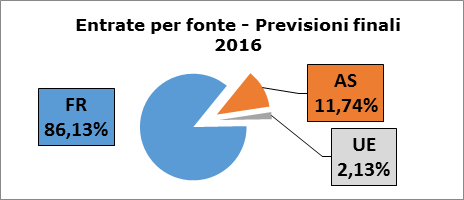 Entrate per fonte - Previsioni finali
2016
FR
86,13%
AS
11,74%
UE
2,13%